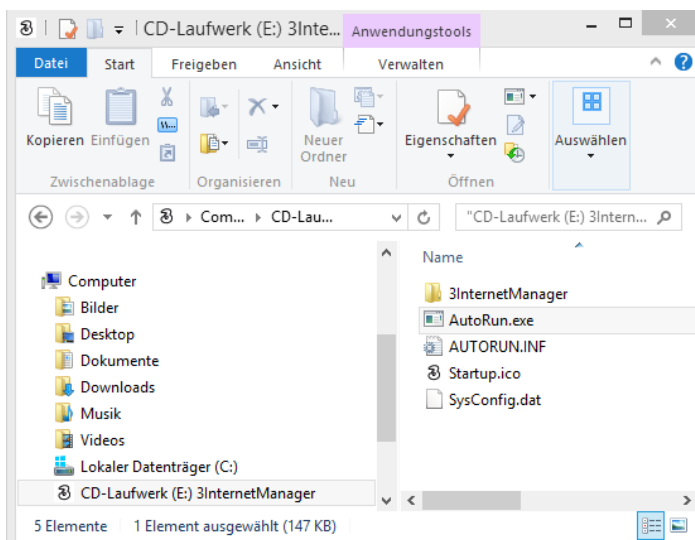 CD-Laufwerk (E:) 3Inte... Anwendungstools
Datei Start Freigeben Ansicht Verwalten
Kopieren Einfügen Neuer Ordner Eigenschaften Auswählen
Zwischenablage Organisieren Neu Öffnen
Com... CD-Lau... "CD-Laufwerk (E:) 3Intern...
Computer
Bilder
Desktop
Dokumente
Downloads
Musik
Videos
Lokaler Datenträger (C:)
CD-Laufwerk (E:) 3InternetManager
Name
3InternetManager
AutoRun.exe
AUTORUN.INF
Startup.ico
SysConfig.dat
5 Elemente 1 Element ausgewählt (147 KB)